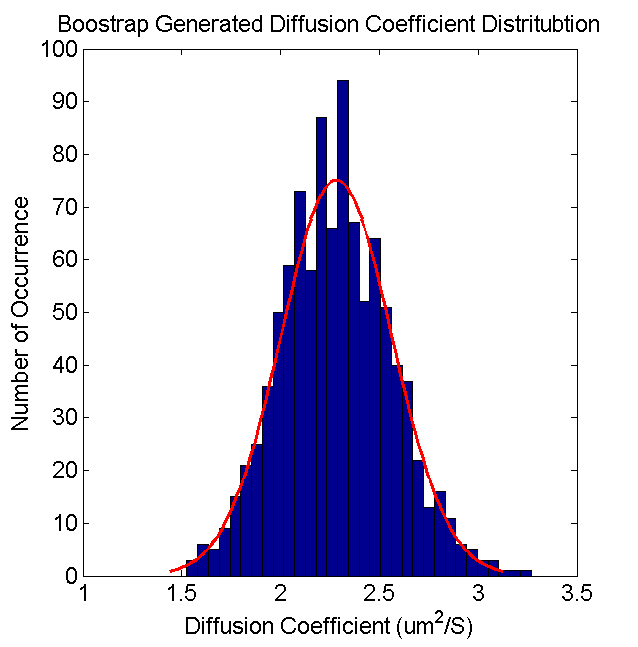 Boostrap Generated Diffusion Coefficient Distritubtion
100
90
80
70
60
50
40
30
20
10
0
Number of Occurrence
1 1.5 2 2.5 3 3.5
Diffusion Coefficient (um²/S)